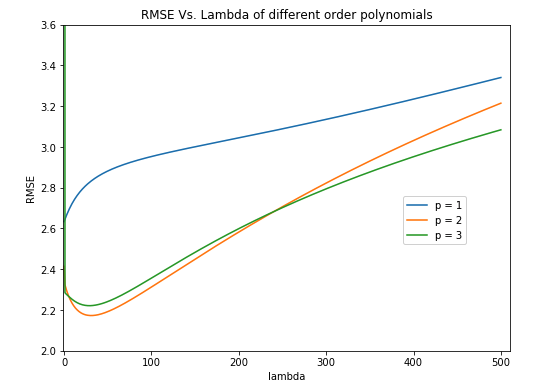 RMSE Vs. Lambda of different order polynomials
3.6
3.4
3.2
3.0
2.8
2.6
2.4
2.2
2.0
RMSE
p = 1
p = 2
p = 3
0
100
200
300
400
500
lambda